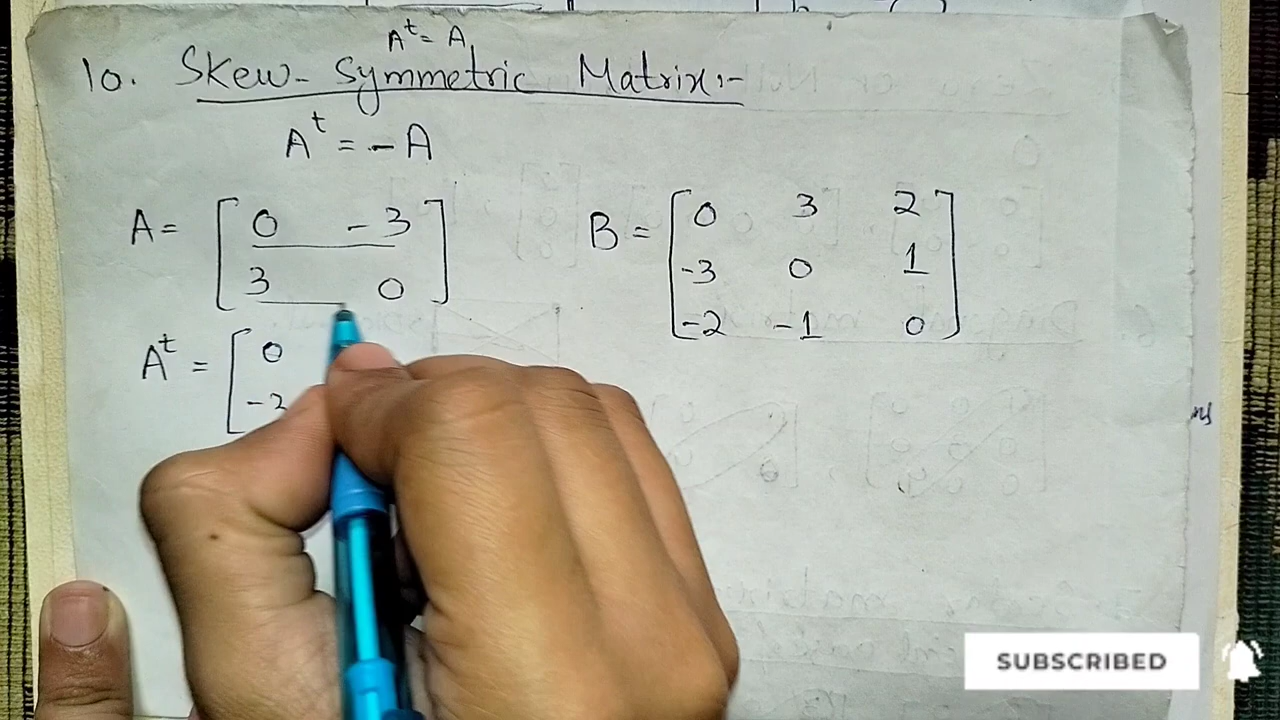 Aᵗ = A
10. Skew-Symmetric Matrix:-
Aᵗ = -A
A = [ 0 -3
3 0 ]
B = [ 0 3 2
-3 0 1
-2 -1 0 ]
Aᵗ = [ 0
-3
SUBSCRIBED